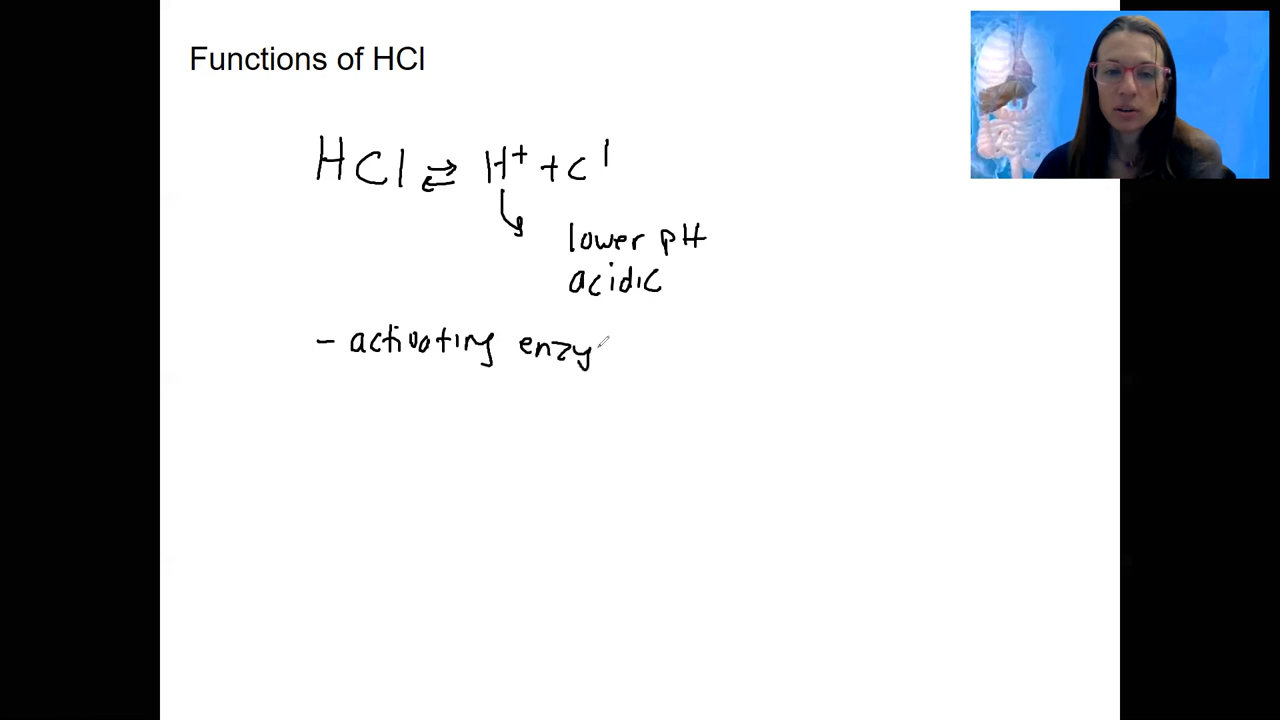 Functions of HCl
HCl ⇄ H+ + Cl
lower pH
acidic
- activating enzy